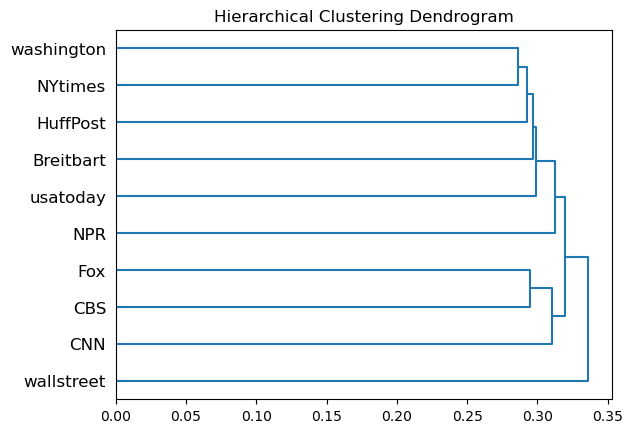 Hierarchical Clustering Dendrogram
washington
NYtimes
HuffPost
Breitbart
usatoday
NPR
Fox
CBS
CNN
wallstreet
0.00 0.05 0.10 0.15 0.20 0.25 0.30 0.35